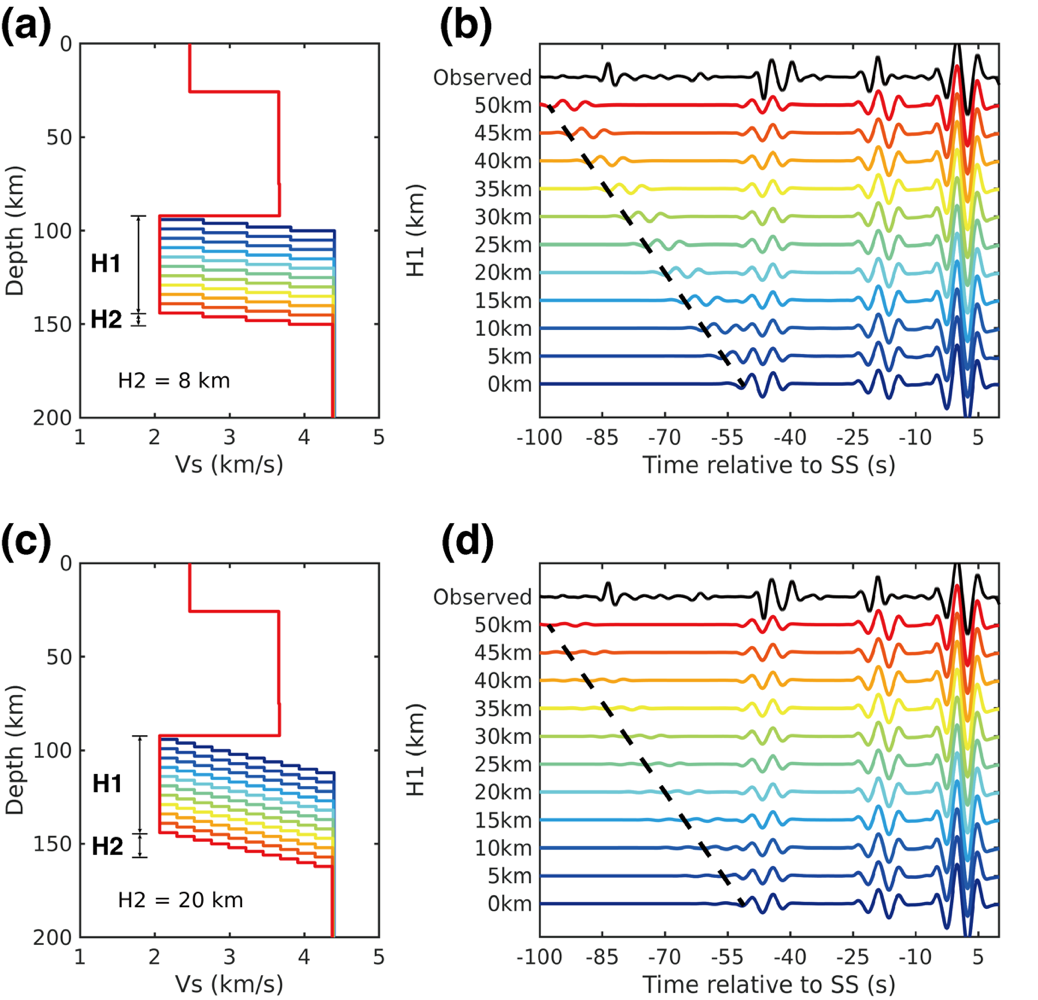 (a)
0
50
100
150
200
Depth (km)
H1
H2
H2 = 8 km
1 2 3 4 5
Vs (km/s)
(b)
Observed
50km
45km
40km
35km
30km
25km
20km
15km
10km
5km
0km
H1 (km)
-100 -85 -70 -55 -40 -25 -10 5
Time relative to SS (s)
(c)
0
50
100
150
200
Depth (km)
H1
H2
H2 = 20 km
1 2 3 4 5
Vs (km/s)
(d)
Observed
50km
45km
40km
35km
30km
25km
20km
15km
10km
5km
0km
H1 (km)
-100 -85 -70 -55 -40 -25 -10 5
Time relative to SS (s)